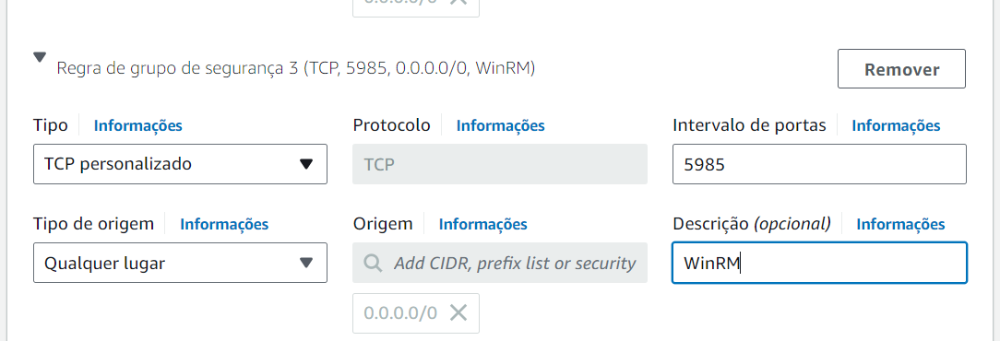 0.0.0.0/0
Regra de grupo de segurança 3 (TCP, 5985, 0.0.0.0/0, WinRM)
Remover
Tipo Informações
Protocolo Informações
Intervalo de portas Informações
TCP personalizado
TCP
5985
Tipo de origem Informações
Origem Informações
Descrição (opcional) Informações
Qualquer lugar
Add CIDR, prefix list or security
WinRM
0.0.0.0/0